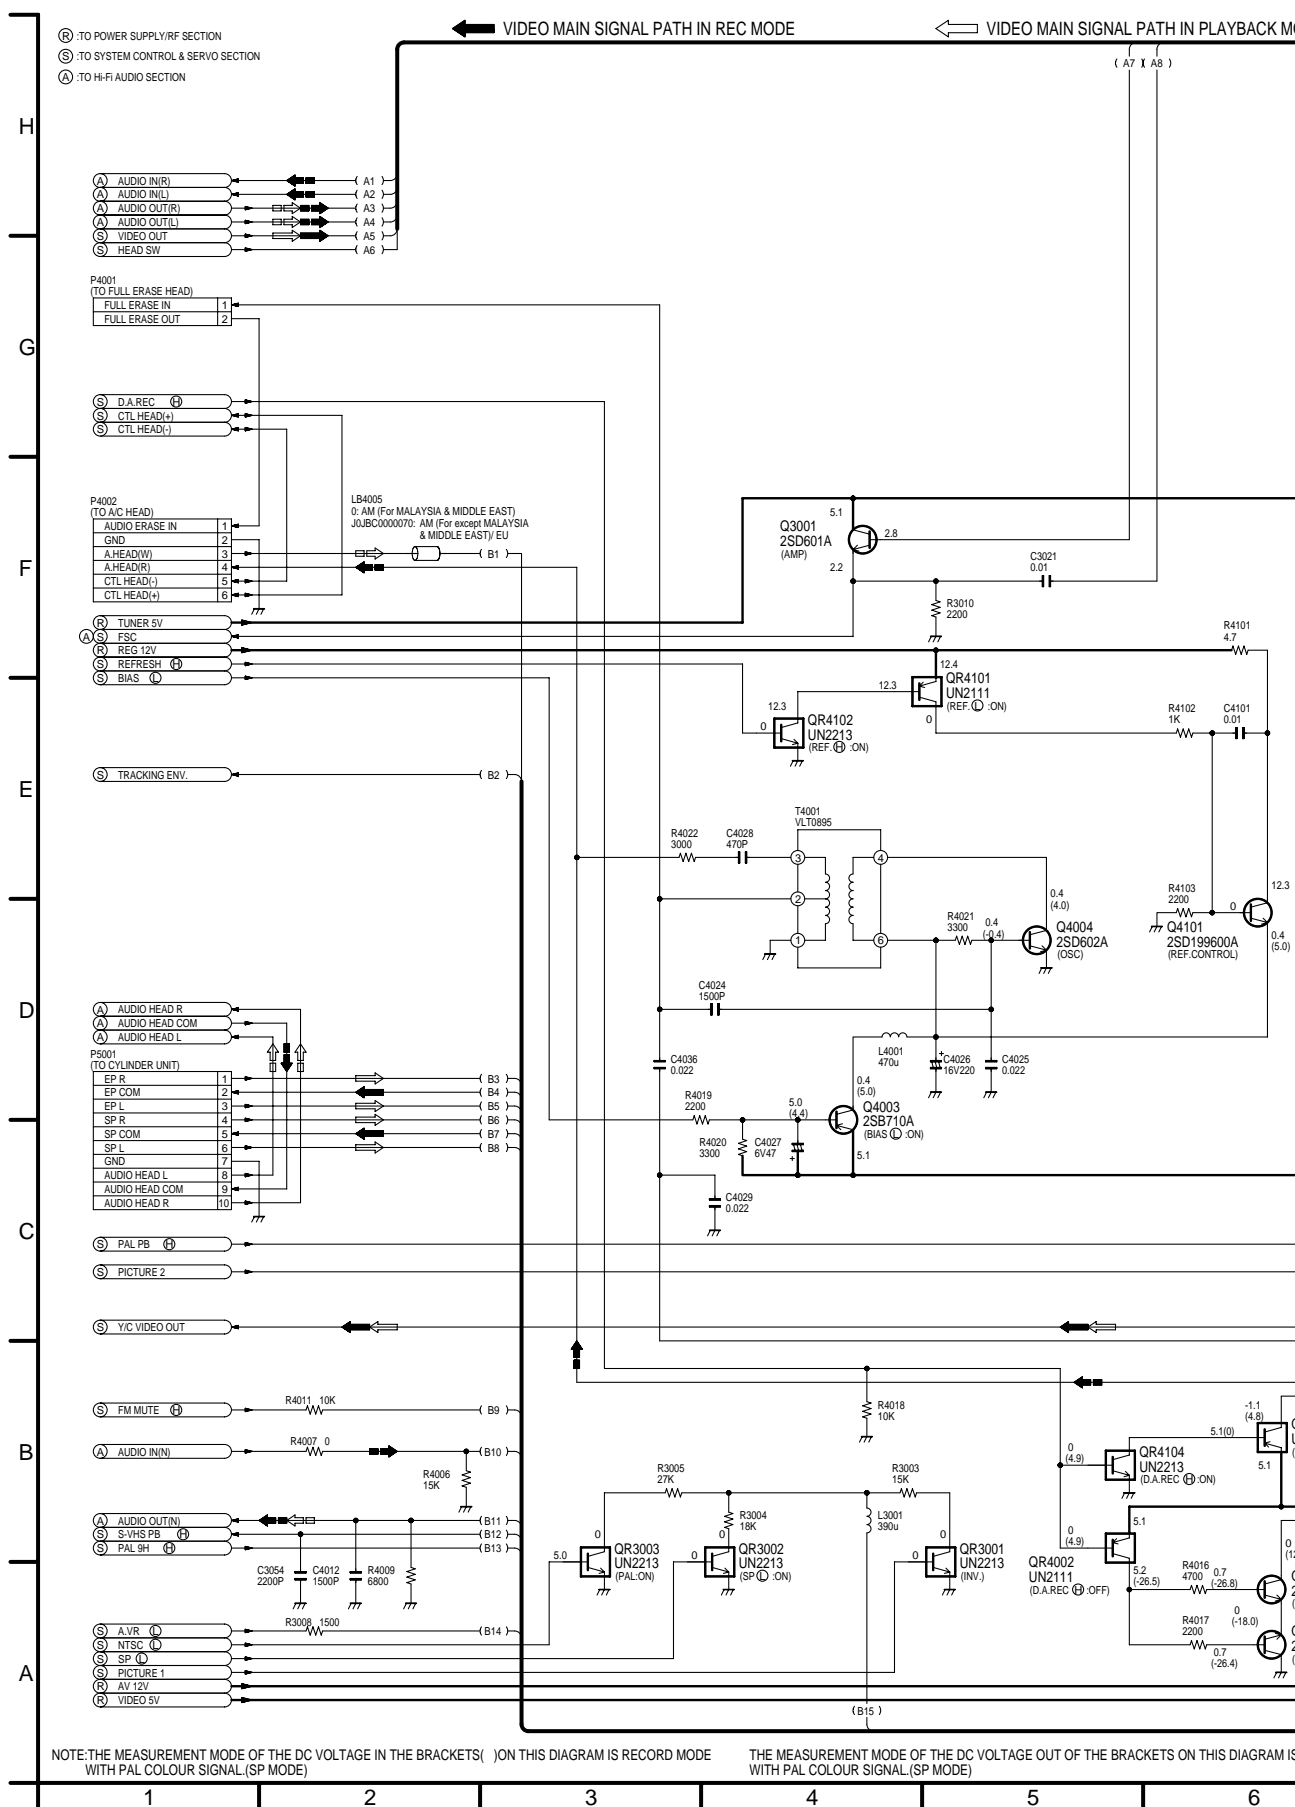 VIDEO MAIN SIGNAL PATH IN REC MODE
VIDEO MAIN SIGNAL PATH IN PLAYBACK MO
R :TO POWER SUPPLY/RF SECTION
S :TO SYSTEM CONTROL & SERVO SECTION
A :TO Hi-Fi AUDIO SECTION
( A7 )( A8 )
H
A AUDIO IN(R) ( A1 )
A AUDIO IN(L) ( A2 )
A AUDIO OUT(R) ( A3 )
A AUDIO OUT(L) ( A4 )
S VIDEO OUT ( A5 )
S HEAD SW ( A6 )
P4001
(TO FULL ERASE HEAD)
FULL ERASE IN 1
FULL ERASE OUT 2
G
S D.A.REC H
S CTL HEAD(+)
S CTL HEAD(-)
P4002
(TO A/C HEAD)
AUDIO ERASE IN 1
GND 2
A.HEAD(W) 3
A.HEAD(R) 4
CTL HEAD(-) 5
CTL HEAD(+) 6
LB4005
0: AM (For MALAYSIA & MIDDLE EAST)
J0JBC0000070: AM (For except MALAYSIA
& MIDDLE EAST)/ EU
( B1 )
F
5.1
Q3001
2SD601A
(AMP)
2.8
2.2
C3021
0.01
R3010
2200
R TUNER 5V
A S FSC
R REG 12V
S REFRESH H
S BIAS L
R4101
4.7
12.4
QR4101
UN2111
(REF. L :ON)
12.3
0
12.3
QR4102
UN2213
(REF. H :ON)
0
R4102
1K
C4101
0.01
E
S TRACKING ENV. ( B2 )
T4001
VLT0895
R4022
3000
C4028
470P
3
4
2
1
6
0.4
(4.0)
R4021
3300
0.4
(-0.4)
Q4004
2SD602A
(OSC)
R4103
2200
0
12.3
Q4101
2SD199600A
(REF.CONTROL)
0.4
(5.0)
D
C4024
1500P
A AUDIO HEAD R
A AUDIO HEAD COM
A AUDIO HEAD L
P5001
(TO CYLINDER UNIT)
EP R 1 ( B3 )
EP COM 2 ( B4 )
EP L 3 ( B5 )
SP R 4 ( B6 )
SP COM 5 ( B7 )
SP L 6 ( B8 )
GND 7
AUDIO HEAD L 8
AUDIO HEAD COM 9
AUDIO HEAD R 10
C4036
0.022
L4001
470u
+
C4026
16V220
C4025
0.022
R4019
2200
5.0
(4.4)
0.4
(5.0)
Q4003
2SB710A
(BIAS L :ON)
R4020
3300
C4027
6V47
+
5.1
C4029
0.022
C
S PAL PB H
S PICTURE 2
S Y/C VIDEO OUT
R4011 10K
S FM MUTE H ( B9 )
R4007 0
A AUDIO IN(N) ( B10 )
R4006
15K
B
R4018
10K
-1.1
(4.8)
5.1(0)
5.1
0
(4.9)
QR4104
UN2213
(D.A.REC H :ON)
R3005
27K
R3003
15K
R3004
18K
L3001
390u
A AUDIO OUT(N) ( B11 )
S S-VHS PB H ( B12 )
S PAL 9H H ( B13 )
C3054
2200P
C4012
1500P
R4009
6800
0
5.0
QR3003
UN2213
(PAL:ON)
0
0
QR3002
UN2213
(SP L :ON)
0
0
QR3001
UN2213
(INV.)
0
(4.9)
5.1
QR4002
UN2111
(D.A.REC H :OFF)
5.2
(-26.5)
R4016
4700
0.7
(-26.8)
0
(-18.0)
R4017
2200
0.7
(-26.4)
R3008 1500
S A.VR L ( B14 )
S NTSC L
S SP L
S PICTURE 1
R AV 12V
R VIDEO 5V
A
( B15 )
NOTE:THE MEASUREMENT MODE OF THE DC VOLTAGE IN THE BRACKETS( )ON THIS DIAGRAM IS RECORD MODE
WITH PAL COLOUR SIGNAL.(SP MODE)
THE MEASUREMENT MODE OF THE DC VOLTAGE OUT OF THE BRACKETS ON THIS DIAGRAM IS
WITH PAL COLOUR SIGNAL.(SP MODE)
1 2 3 4 5 6